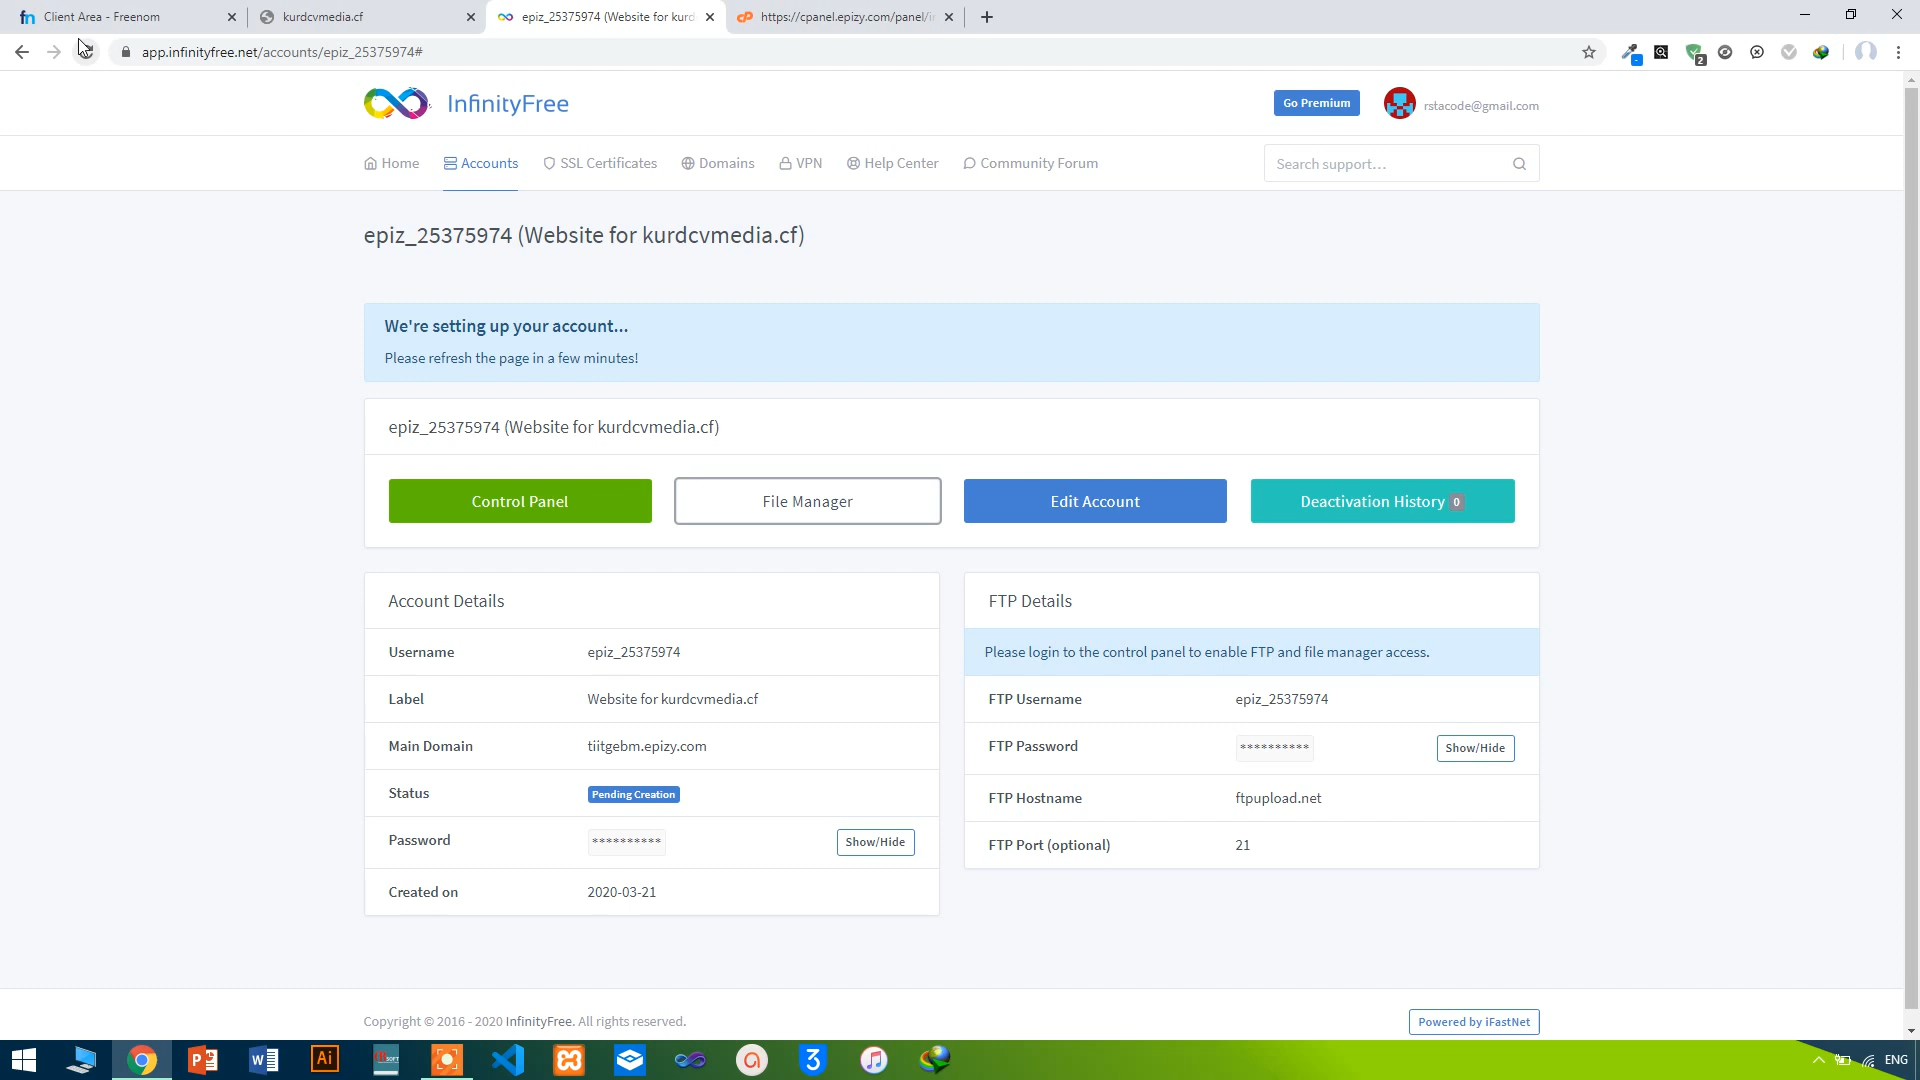 Client Area - Freenom
kurdcvmedia.cf
epiz_25375974 (Website for kurd
https://cpanel.epizy.com/panel/i
app.infinityfree.net/accounts/epiz_25375974#
2
InfinityFree
Go Premium
rstacode@gmail.com
Home
Accounts
SSL Certificates
Domains
VPN
Help Center
Community Forum
Search support...
epiz_25375974 (Website for kurdcvmedia.cf)
We're setting up your account...
Please refresh the page in a few minutes!
epiz_25375974 (Website for kurdcvmedia.cf)
Control Panel
File Manager
Edit Account
Deactivation History 0
Account Details
Username epiz_25375974
Label Website for kurdcvmedia.cf
Main Domain tiitgebm.epizy.com
Status Pending Creation
Password ********** Show/Hide
Created on 2020-03-21
FTP Details
Please login to the control panel to enable FTP and file manager access.
FTP Username epiz_25375974
FTP Password ********** Show/Hide
FTP Hostname ftpupload.net
FTP Port (optional) 21
Copyright © 2016 - 2020 InfinityFree. All rights reserved.
Powered by iFastNet
ENG